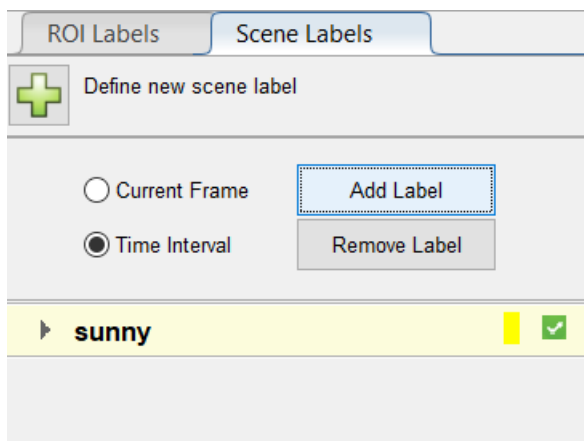 ROI Labels Scene Labels
Define new scene label
Current Frame Add Label
Time Interval Remove Label
sunny